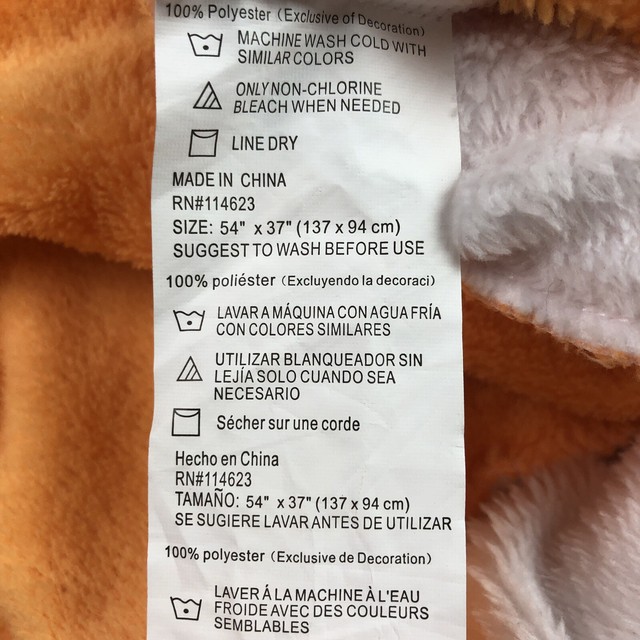 100% Polyester (Exclusive of Decoration)
MACHINE WASH COLD WITH
SIMILAR COLORS
ONLY NON-CHLORINE
BLEACH WHEN NEEDED
LINE DRY
MADE IN CHINA
RN#114623
SIZE: 54" x 37" (137 x 94 cm)
SUGGEST TO WASH BEFORE USE
100% poliéster (Excluyendo la decoraci)
LAVAR A MÁQUINA CON AGUA FRÍA
CON COLORES SIMILARES
UTILIZAR BLANQUEADOR SIN
LEJÍA SOLO CUANDO SEA
NECESARIO
Sécher sur une corde
Hecho en China
RN#114623
TAMAÑO: 54" x 37" (137 x 94 cm)
SE SUGIERE LAVAR ANTES DE UTILIZAR
100% polyester (Exclusive de Decoration)
LAVER Á LA MACHINE À L'EAU
FROIDE AVEC DES COULEURS
SEMBLABLES